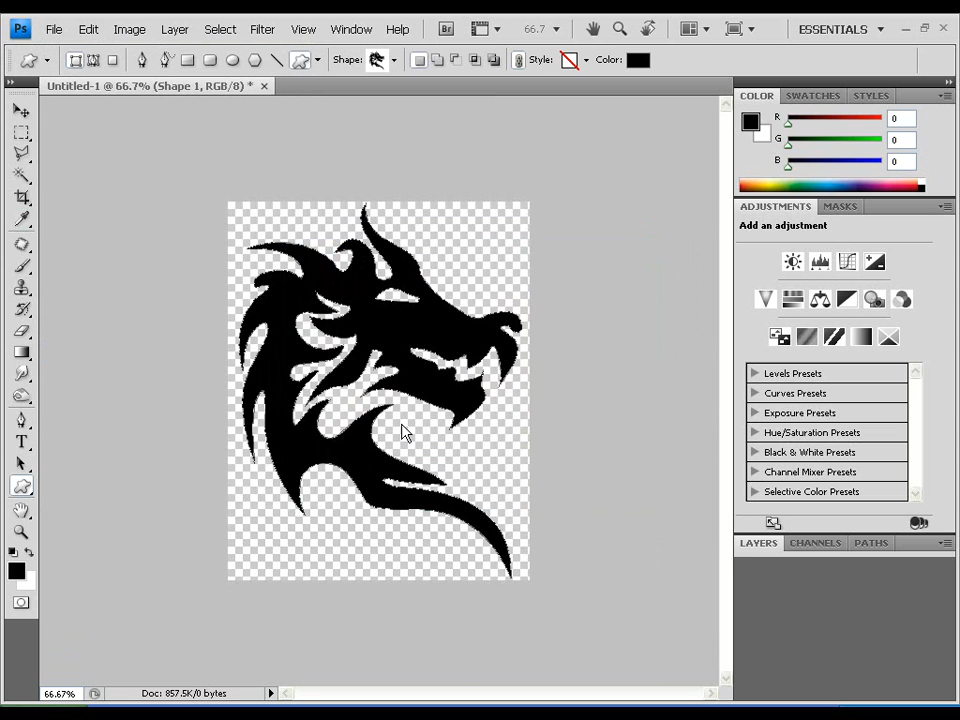 Ps File Edit Image Layer Select Filter View Window Help Br 66.7 ESSENTIALS
Shape: Style: Color:
Untitled-1 @ 66.7% (Shape 1, RGB/8) * ×
COLOR SWATCHES STYLES
R 0
G 0
B 0
ADJUSTMENTS MASKS
Add an adjustment
Levels Presets
Curves Presets
Exposure Presets
Hue/Saturation Presets
Black & White Presets
Channel Mixer Presets
Selective Color Presets
LAYERS CHANNELS PATHS
T
66.67% Doc: 857.5K/0 bytes